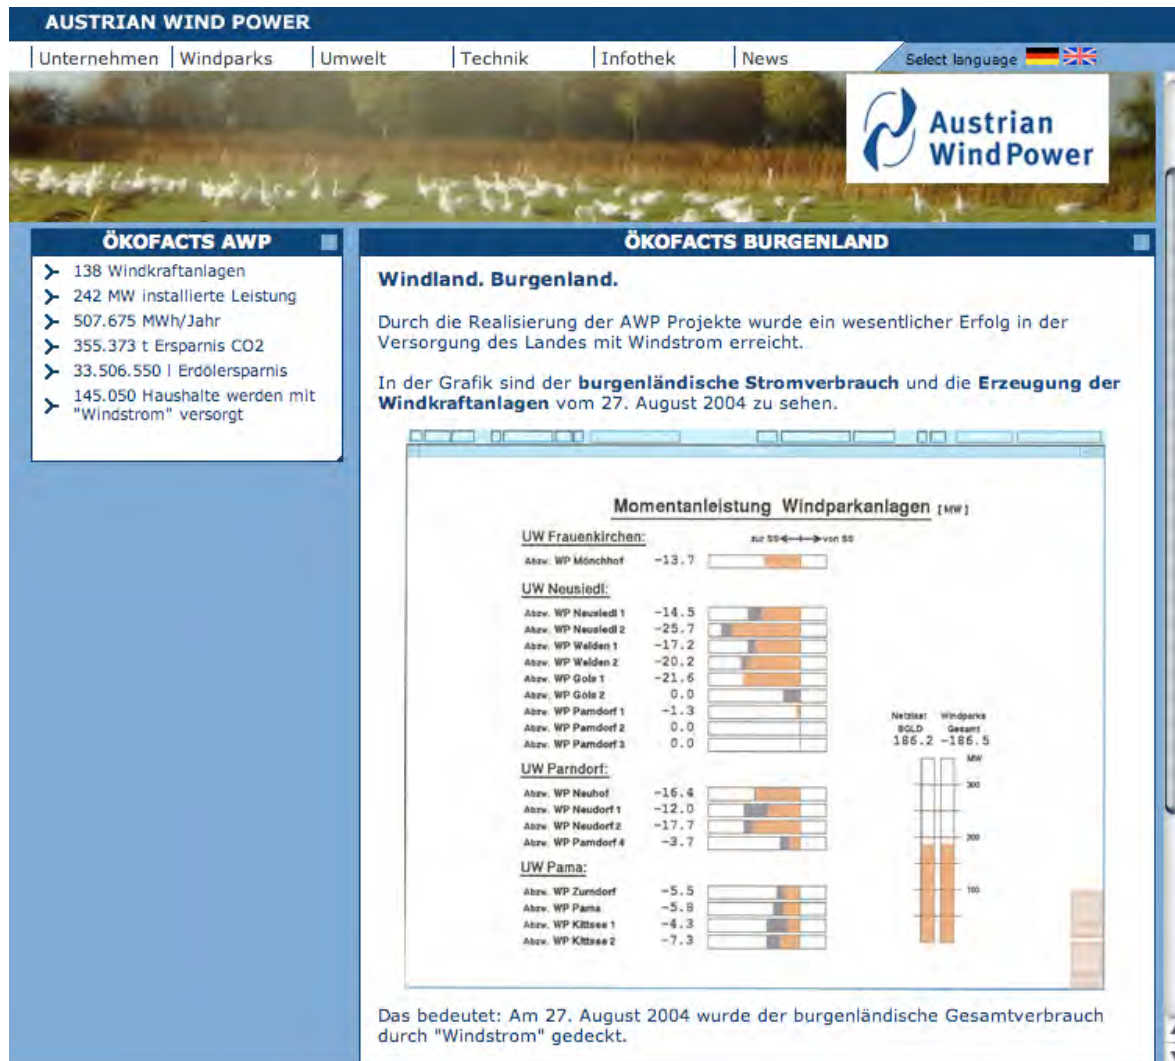 AUSTRIAN WIND POWER
Unternehmen Windparks Umwelt Technik Infothek News Select language
Austrian
Wind Power
ÖKOFACTS AWP
138 Windkraftanlagen
242 MW installierte Leistung
507.675 MWh/Jahr
355.373 t Ersparnis CO2
33.506.550 l Erdölersparnis
145.050 Haushalte werden mit
"Windstrom" versorgt
ÖKOFACTS BURGENLAND
Windland. Burgenland.
Durch die Realisierung der AWP Projekte wurde ein wesentlicher Erfolg in der
Versorgung des Landes mit Windstrom erreicht.
In der Grafik sind der burgenländische Stromverbrauch und die Erzeugung der
Windkraftanlagen vom 27. August 2004 zu sehen.
Momentanleistung Windparkanlagen [MW]
UW Frauenkirchen: zur SS von SS
Abzw. WP Mönchhof -13.7
UW Neusiedl:
Abzw. WP Neusiedl 1 -14.5
Abzw. WP Neusiedl 2 -25.7
Abzw. WP Weiden 1 -17.2
Abzw. WP Weiden 2 -20.2
Abzw. WP Gols 1 -21.6
Abzw. WP Gols 2 0.0
Abzw. WP Parndorf 1 -1.3
Abzw. WP Parndorf 2 0.0
Abzw. WP Parndorf 3 0.0
UW Parndorf:
Abzw. WP Neuhof -16.4
Abzw. WP Neudorf 1 -12.0
Abzw. WP Neudorf 2 -17.7
Abzw. WP Parndorf 4 -3.7
UW Pama:
Abzw. WP Zurndorf -5.5
Abzw. WP Pama -5.8
Abzw. WP Kittsee 1 -4.3
Abzw. WP Kittsee 2 -7.3
Netzlast Windparks
BGLD Gesamt
186.2 -186.5
MW
300
200
100
Das bedeutet: Am 27. August 2004 wurde der burgenländische Gesamtverbrauch
durch "Windstrom" gedeckt.